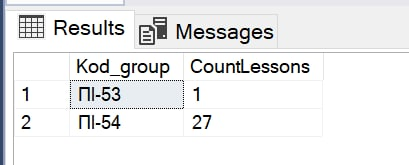 Results Messages
Kod_group CountLessons
1 ПІ-53 1
2 ПІ-54 27